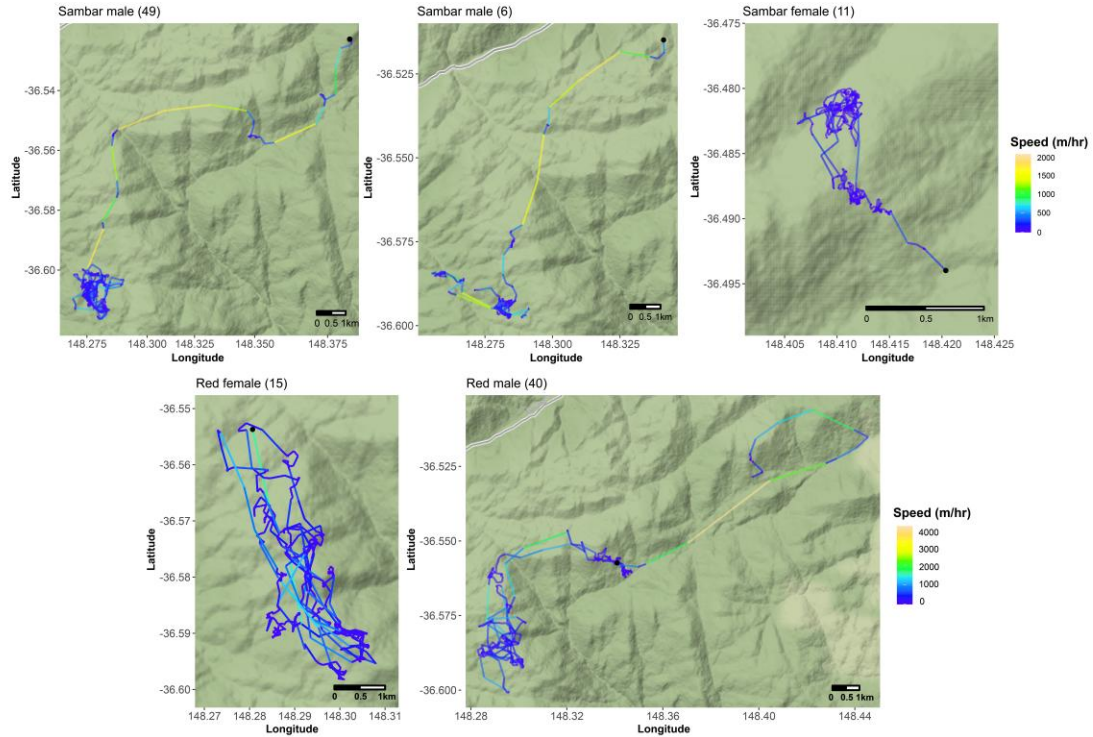 Sambar male (49)
Sambar male (6)
Sambar female (11)
-36.54
-36.56
-36.58
-36.60
Latitude
0 0.5 1km
148.275 148.300 148.350 148.375
Longitude
-36.525
-36.550
-36.575
-36.600
Latitude
0 0.5 1km
148.275 148.300 148.325
Longitude
-36.475
-36.480
-36.485
-36.490
-36.495
Latitude
0 0.5 1km
148.405 148.410 148.415 148.420 148.425
Longitude
Speed (m/hr)
2000
1500
1000
500
0
Red female (15)
Red male (40)
-36.55
-36.56
-36.57
-36.58
-36.59
-36.60
Latitude
0 0.5 1km
148.27 148.28 148.29 148.30 148.31
Longitude
-36.525
-36.550
-36.575
-36.600
Latitude
0 0.5 1km
148.28 148.32 148.36 148.40 148.44
Longitude
Speed (m/hr)
4000
3000
2000
1000
0